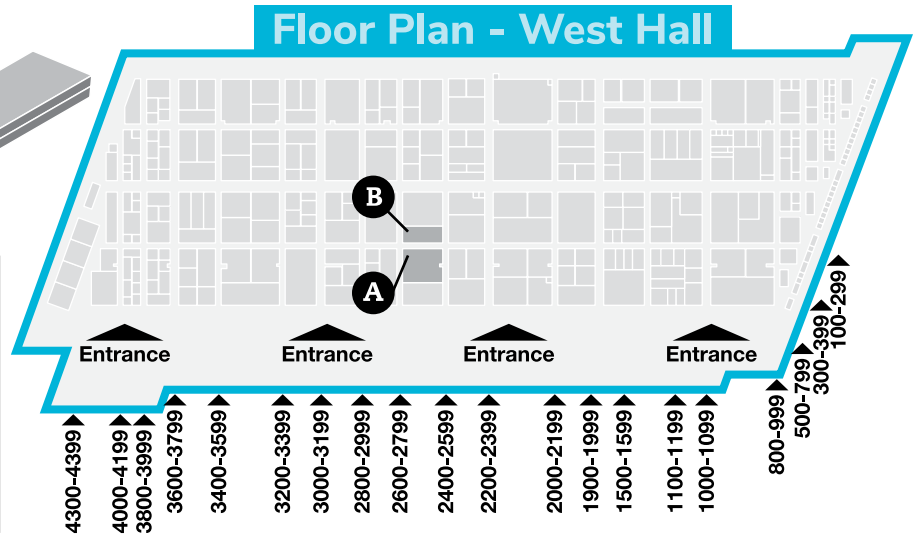 Floor Plan - West Hall
B
A
Entrance
Entrance
Entrance
Entrance
4300-4399
4000-4199
3800-3999
3600-3799
3400-3599
3200-3399
3000-3199
2800-2999
2600-2799
2400-2599
2200-2399
2000-2199
1900-1999
1500-1599
1100-1199
1000-1099
800-999
500-799
300-399
100-299